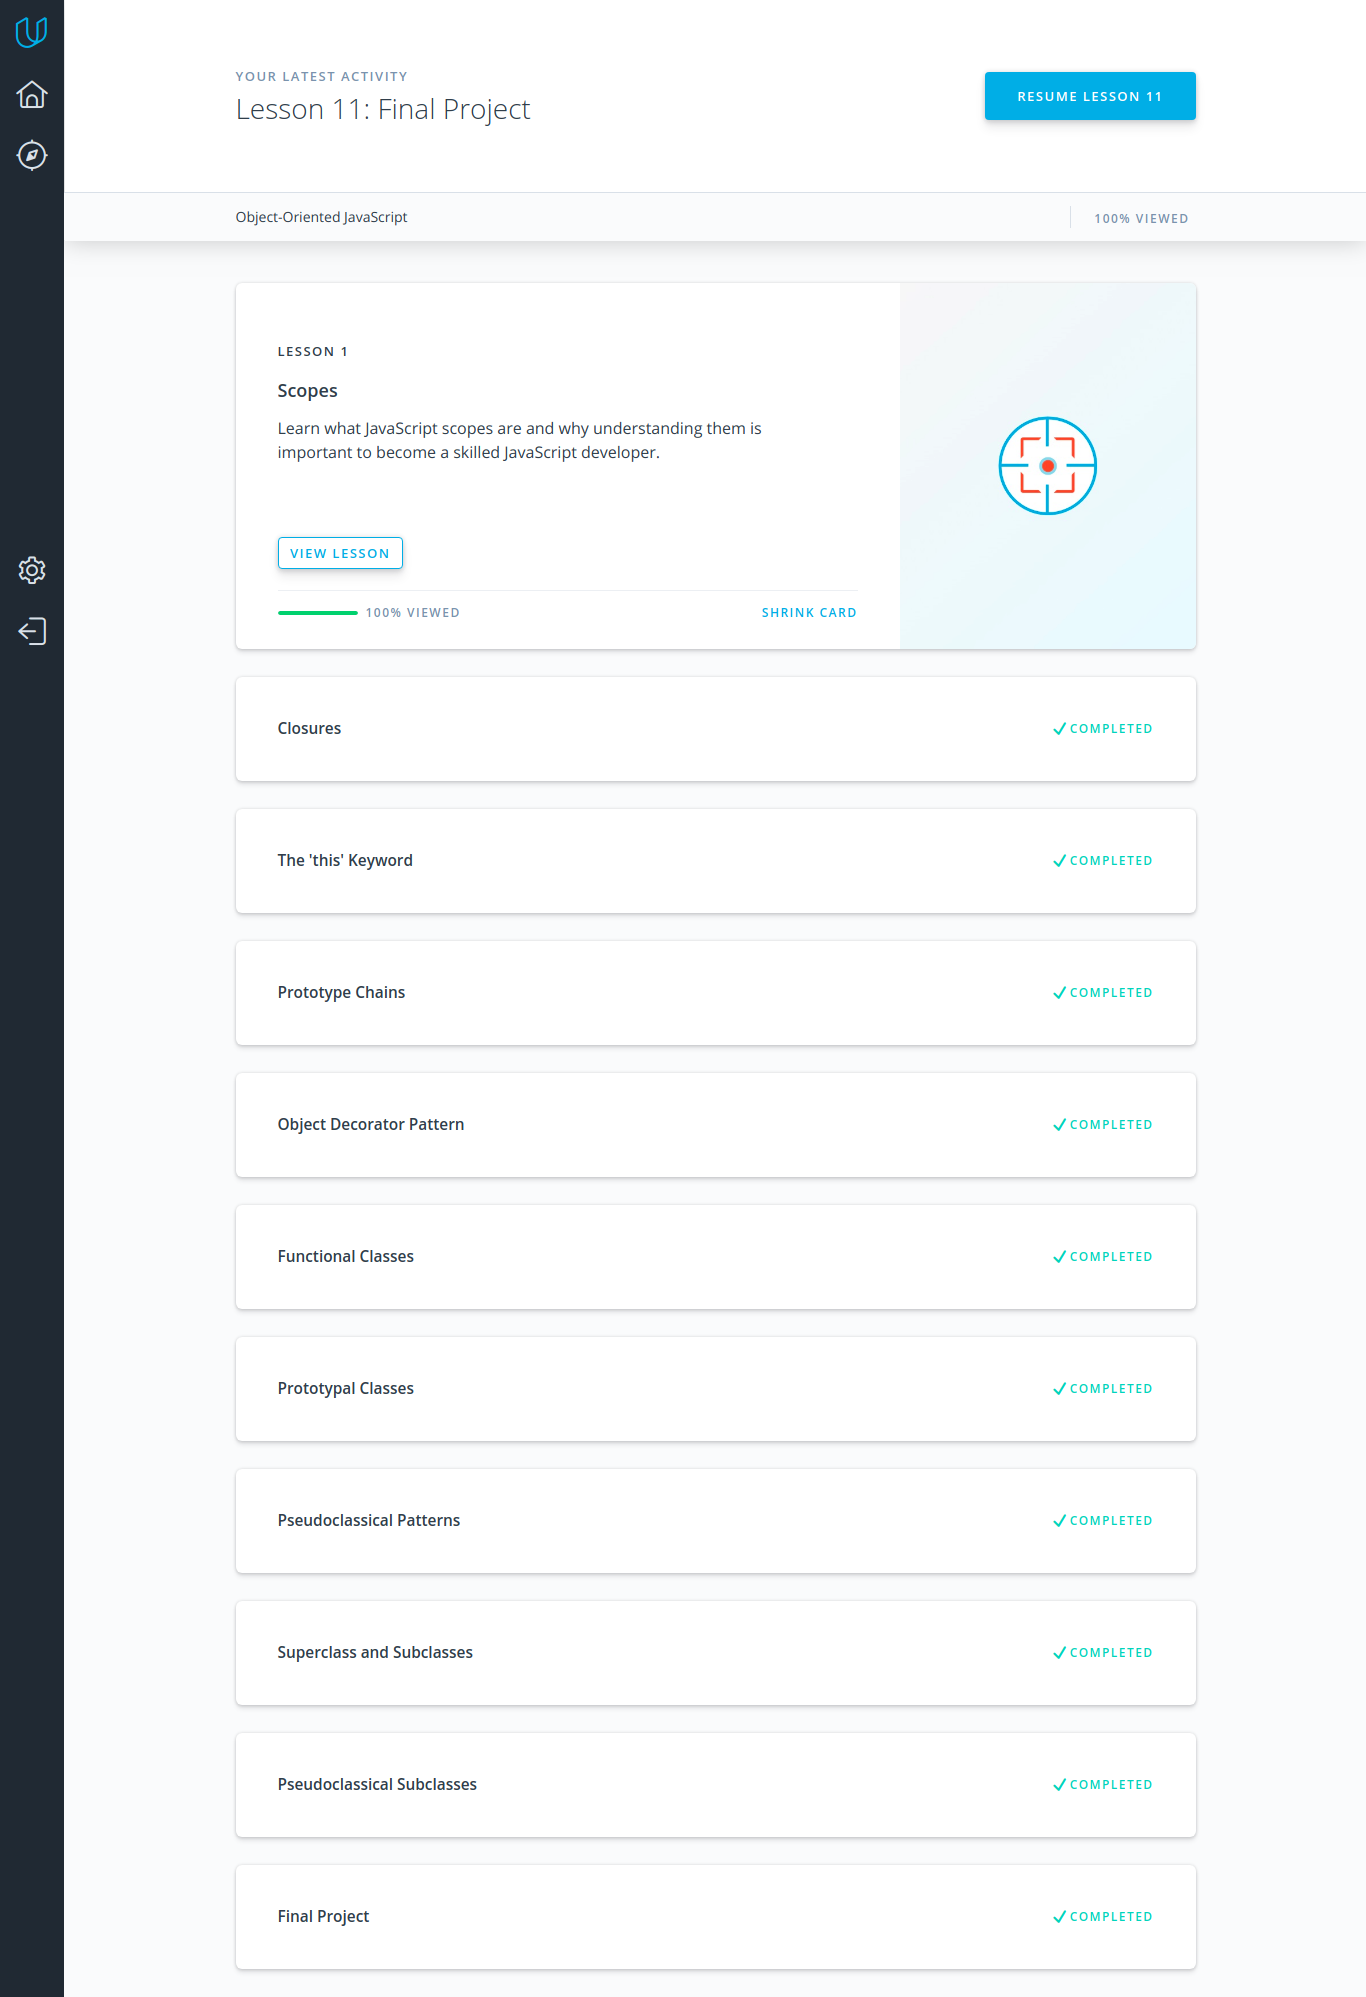 YOUR LATEST ACTIVITY
Lesson 11: Final Project
RESUME LESSON 11
Object-Oriented JavaScript
100% VIEWED
LESSON 1
Scopes
Learn what JavaScript scopes are and why understanding them is
important to become a skilled JavaScript developer.
VIEW LESSON
100% VIEWED
SHRINK CARD
Closures
COMPLETED
The 'this' Keyword
COMPLETED
Prototype Chains
COMPLETED
Object Decorator Pattern
COMPLETED
Functional Classes
COMPLETED
Prototypal Classes
COMPLETED
Pseudoclassical Patterns
COMPLETED
Superclass and Subclasses
COMPLETED
Pseudoclassical Subclasses
COMPLETED
Final Project
COMPLETED